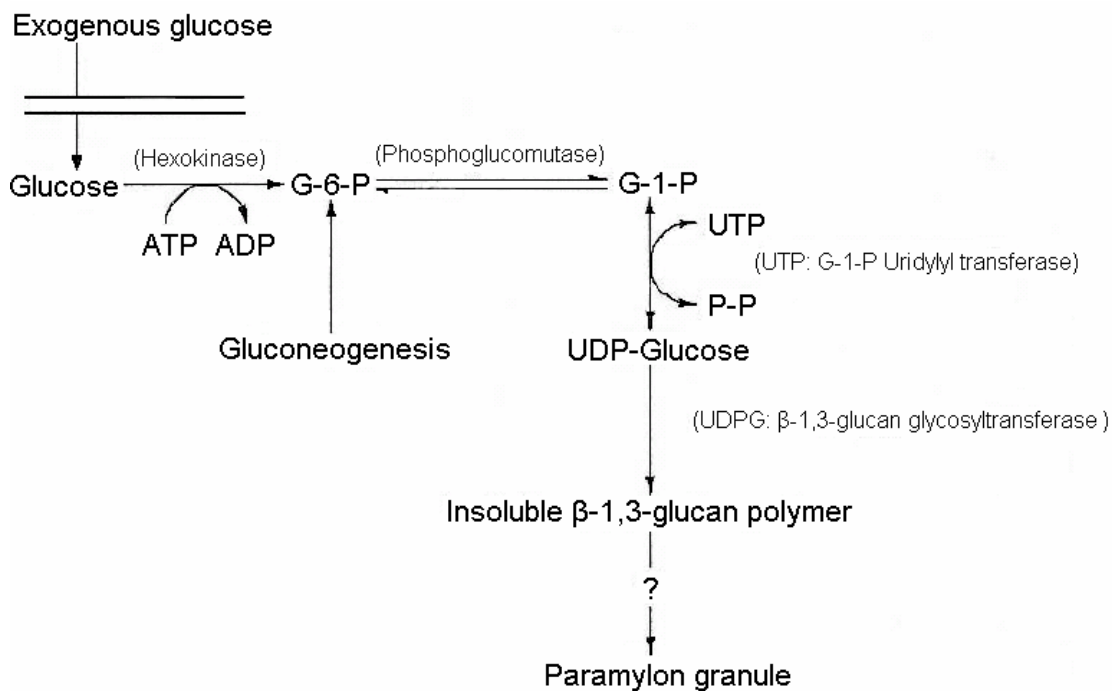 Exogenous glucose
(Hexokinase)
(Phosphoglucomutase)
Glucose
G-6-P
G-1-P
ATP
ADP
UTP
(UTP: G-1-P Uridylyl transferase)
P-P
Gluconeogenesis
UDP-Glucose
(UDPG: β-1,3-glucan glycosyltransferase )
Insoluble β-1,3-glucan polymer
?
Paramylon granule